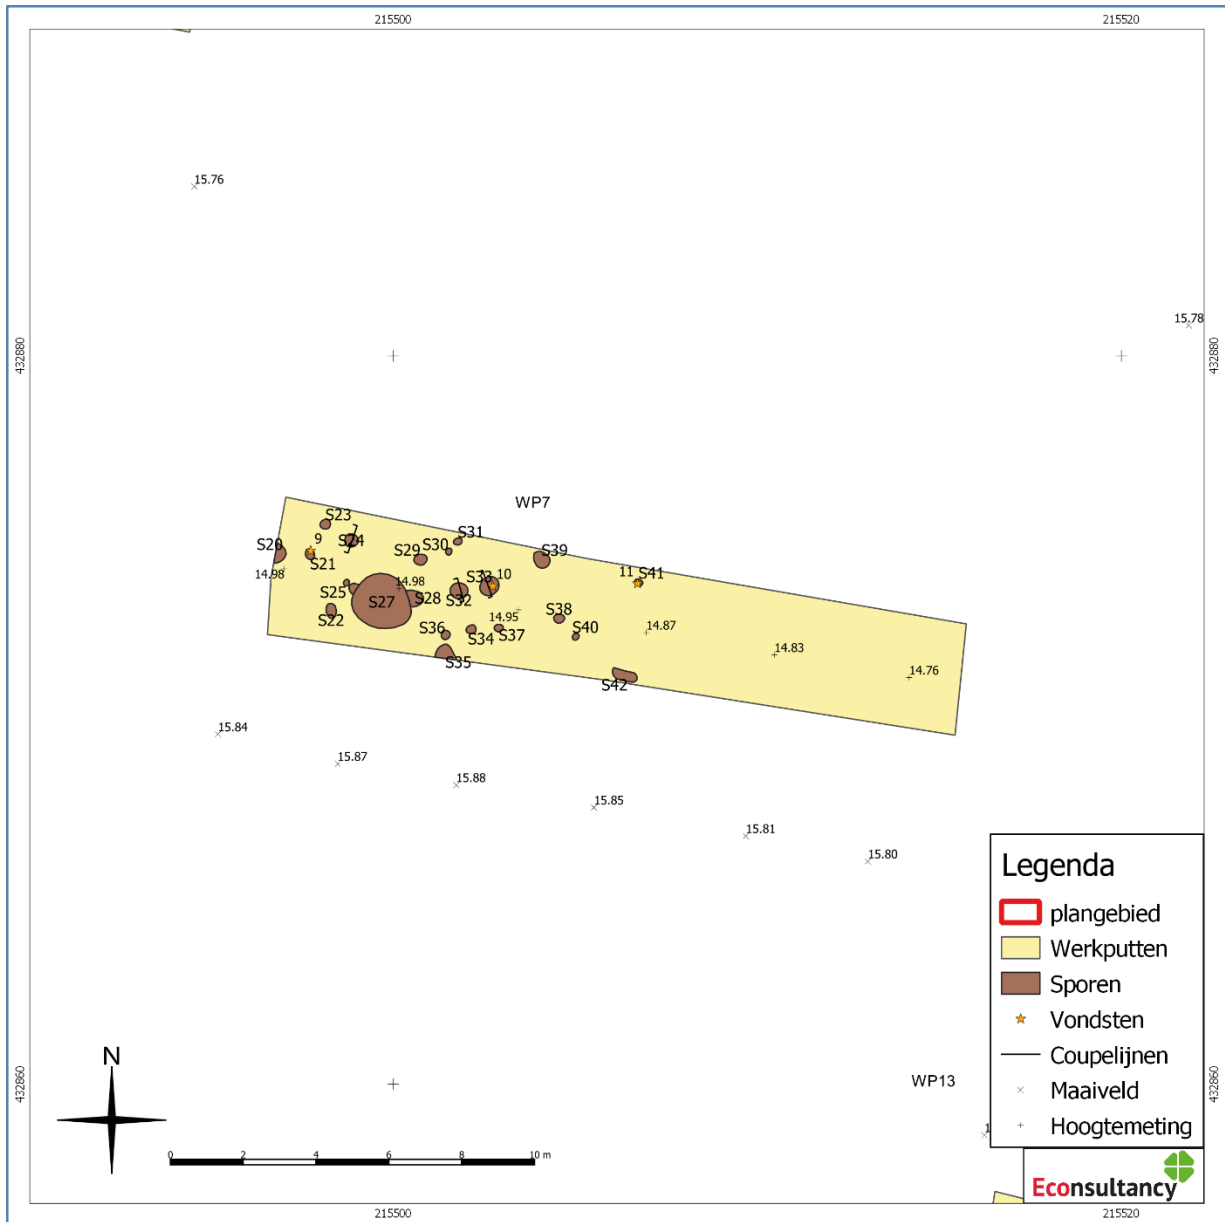 215500
215520
15.76
15.78
432880
432880
WP7
S23
S31
9
S24
S20
S30
S29
S39
S21
14.98
S33
10
11
S41
14.98
S25
S28
S32
S27
S22
14.95
S38
14.87
S36
S34
S37
S40
S35
14.83
14.76
S42
15.84
15.87
15.88
15.85
15.81
15.80
Legenda
plangebied
Werkputten
Sporen
Vondsten
Coupelijnen
Maaiveld
Hoogtemeting
N
WP13
432860
432860
0 2 4 6 8 10 m
Econsultancy
215500
215520